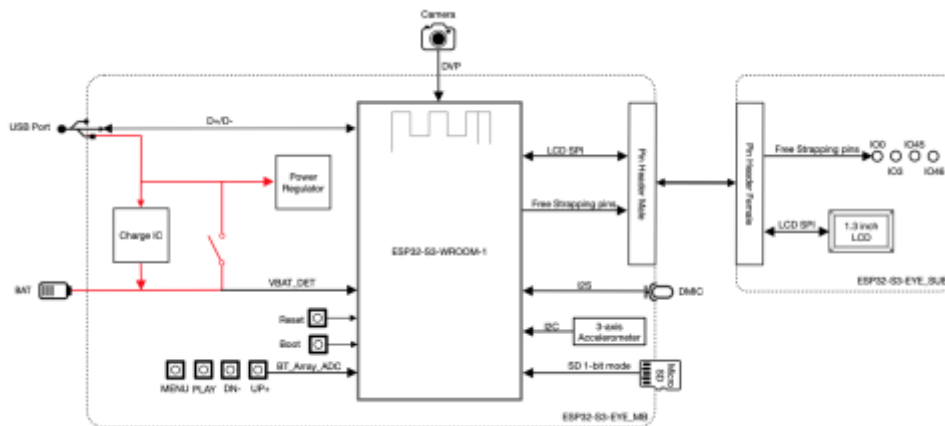 Camera
DVP
USB Port
D+/D-
Power
Regulator
Charge IC
BAT
VBAT_DET
Reset
Boot
BT_Array_ADC
MENU
PLAY
DN-
UP+
ESP32-S3-WROOM-1
LCD SPI
Free Strapping pins
Pin Header Male
I2S
DMIC
I2C
3-axis
Accelerometer
SD 1-bit mode
Micro
SD
ESP32-S3-EYE_MB
Pin Header Female
Free Strapping pins
IO0
IO45
IO3
IO46
LCD SPI
1.3 inch
LCD
ESP32-S3-EYE_SUB